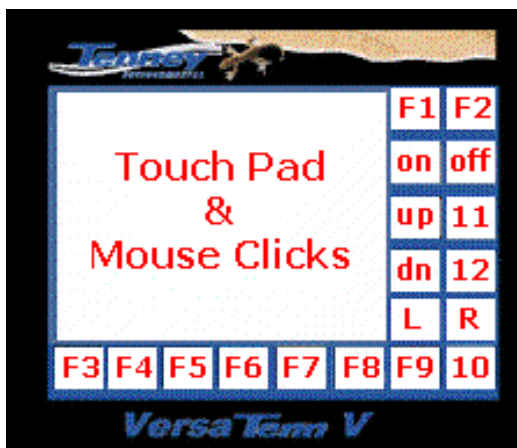 Tenney
F1 F2
Touch Pad
&
Mouse Clicks
on off
up 11
dn 12
L R
F3 F4 F5 F6 F7 F8 F9 10
VersaTenn V